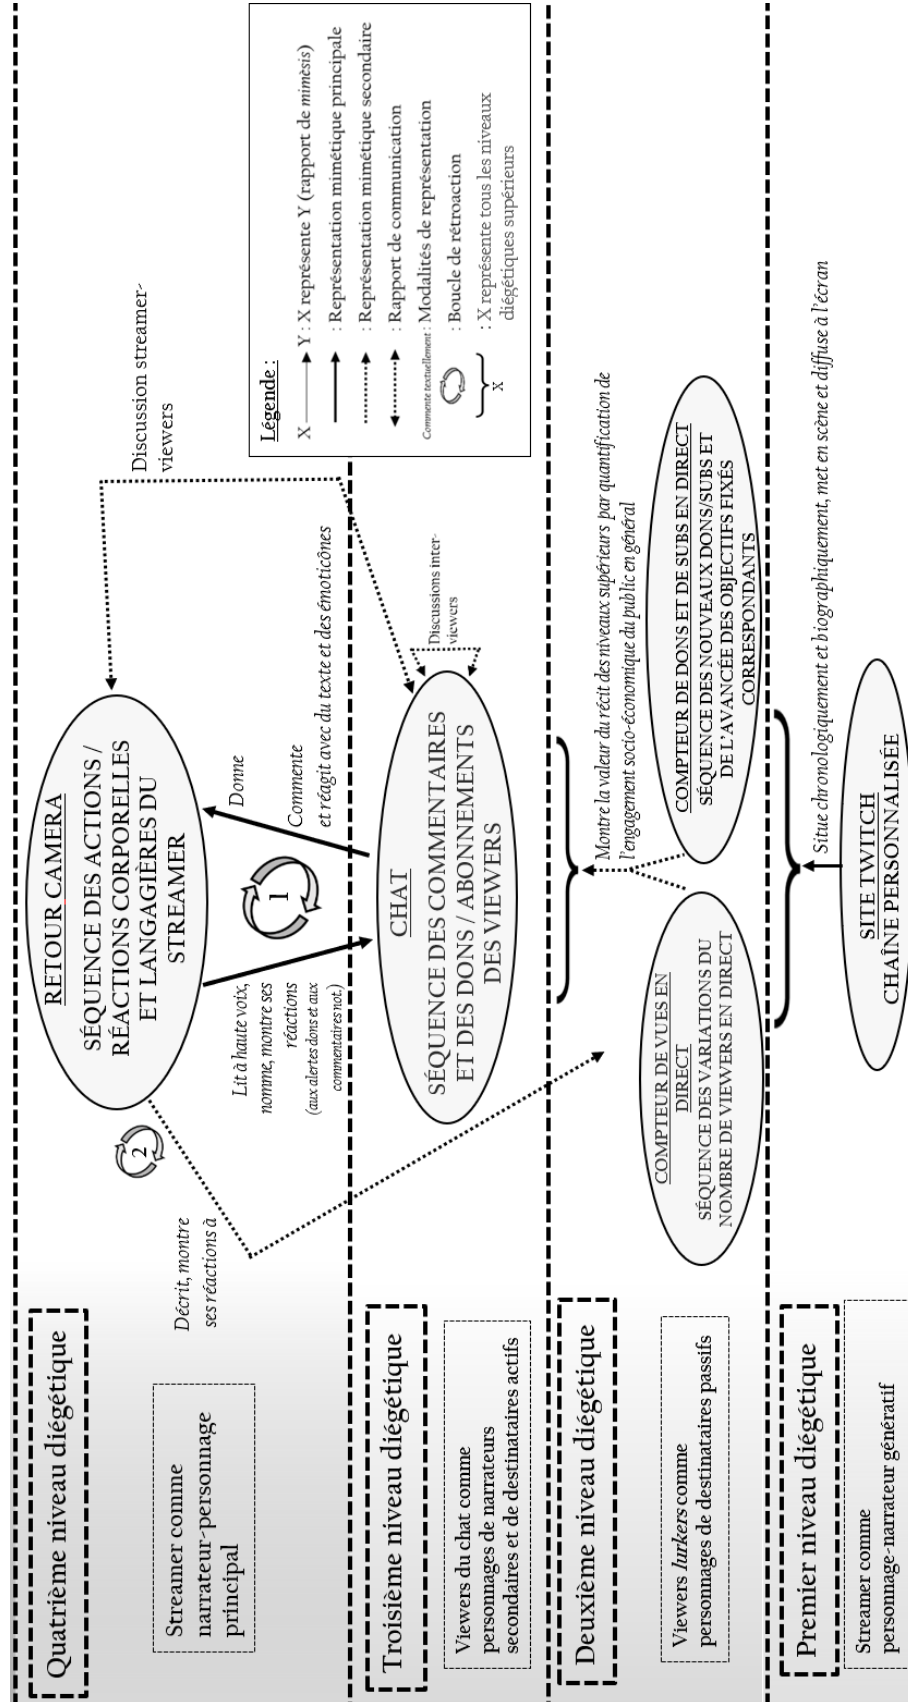 Quatrième niveau diégétique
Streamer comme
narrateur-personnage
principal
Décrit, montre
ses réactions à
2
RETOUR CAMERA
SÉQUENCE DES ACTIONS /
RÉACTIONS CORPORELLES
ET LANGAGIÈRES DU
STREAMER
Lit à haute voix,
nomme, montre ses
réactions
(aux alertes dons et aux
commentaires not.)
1
Donne
Commente
et réagit avec du texte et des émoticônes
Discussion streamer-
viewers
Légende :
X Y : X représente Y (rapport de mimèsis)
: Représentation mimétique principale
: Représentation mimétique secondaire
: Rapport de communication
Commente textuellement : Modalités de représentation
: Boucle de rétroaction
X : X représente tous les niveaux
diégétiques supérieurs
Troisième niveau diégétique
Viewers du chat comme
personnages de narrateurs
secondaires et de destinataires actifs
CHAT
SÉQUENCE DES COMMENTAIRES
ET DES DONS / ABONNEMENTS
DES VIEWERS
Discussions inter-
viewers
Deuxième niveau diégétique
Viewers lurkers comme
personnages de destinataires passifs
Montre la valeur du récit des niveaux supérieurs par quantification de
l'engagement socio-économique du public en général
COMPTEUR DE VUES EN
DIRECT
SÉQUENCE DES VARIATIONS DU
NOMBRE DE VIEWERS EN DIRECT
COMPTEUR DE DONS ET DE SUBS EN DIRECT
SÉQUENCE DES NOUVEAUX DONS/SUBS ET
DE L'AVANCÉE DES OBJECTIFS FIXÉS
CORRESPONDANTS
Premier niveau diégétique
Streamer comme
personnage-narrateur génératif
Situe chronologiquement et biographiquement, met en scène et diffuse à l'écran
SITE TWITCH
CHAÎNE PERSONNALISÉE